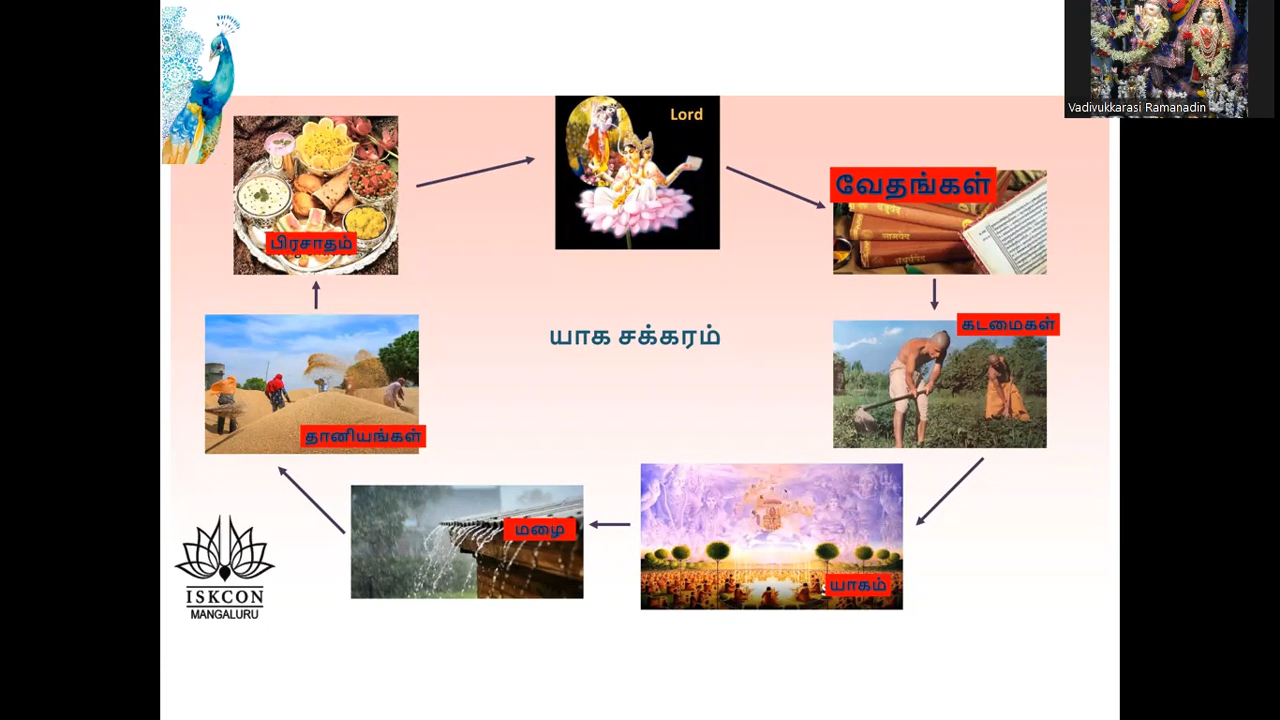 Lord
Vadivukkarasi Ramanadin
வேதங்கள்
பிரசாதம்
கடமைகள்
யாக சக்கரம்
தானியங்கள்
மழை
யாகம்
ISKCON
MANGALURU